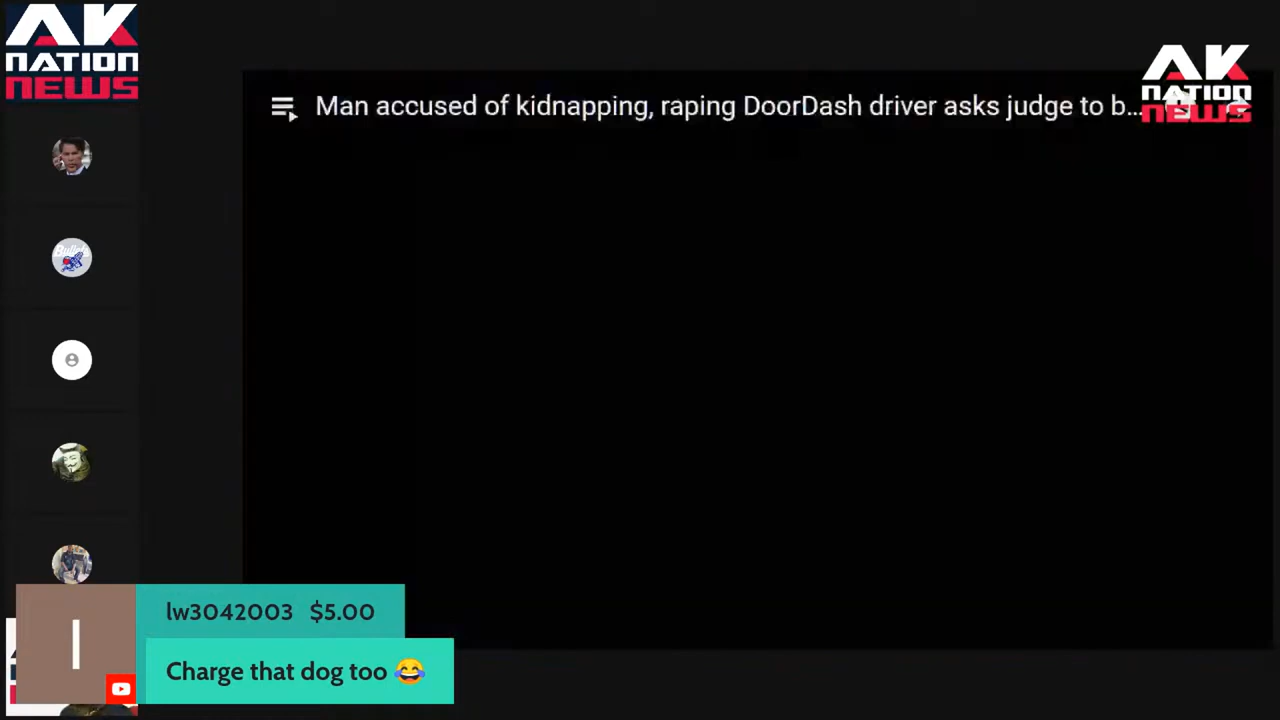 AK
NATION
NEWS
Man accused of kidnapping, raping DoorDash driver asks judge to b...
AK
NATION
NEWS
Bullets
lw3042003 $5.00
l
Charge that dog too 😂